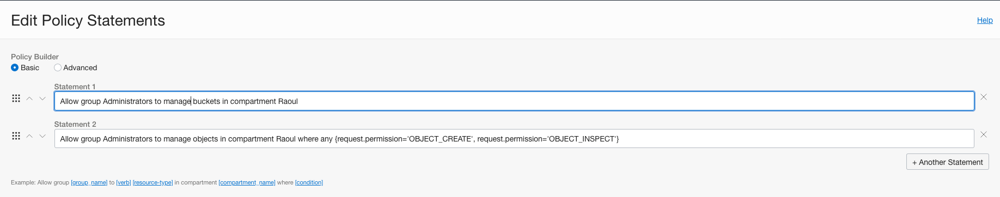 Edit Policy Statements
Help
Policy Builder
Basic
Advanced
Statement 1
Allow group Administrators to manage buckets in compartment Raoul
Statement 2
Allow group Administrators to manage objects in compartment Raoul where any {request.permission='OBJECT_CREATE', request.permission='OBJECT_INSPECT'}
+ Another Statement
Example: Allow group [group_name] to [verb] [resource-type] in compartment [compartment_name] where [condition]